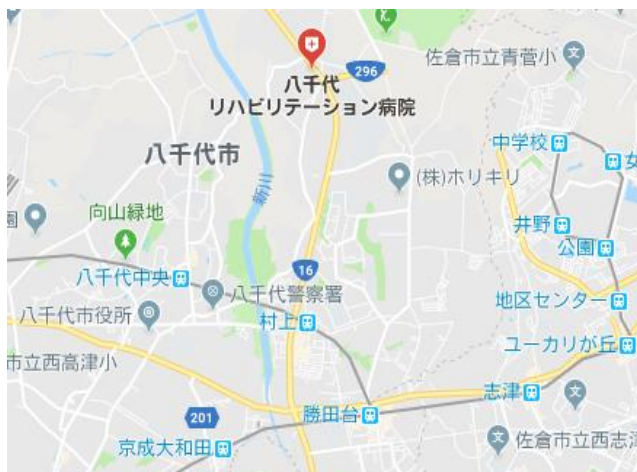 296
佐倉市立青菅小
八千代
リハビリテーション病院
中学校
女
八千代市
(株)ホリキリ
新川
園
向山緑地
井野
公園
16
八千代中央
八千代警察署
地区センター
八千代市役所
村上
ユーカリが丘
市立西高津小
志津
201
勝田台
京成大和田
佐倉市立西志津